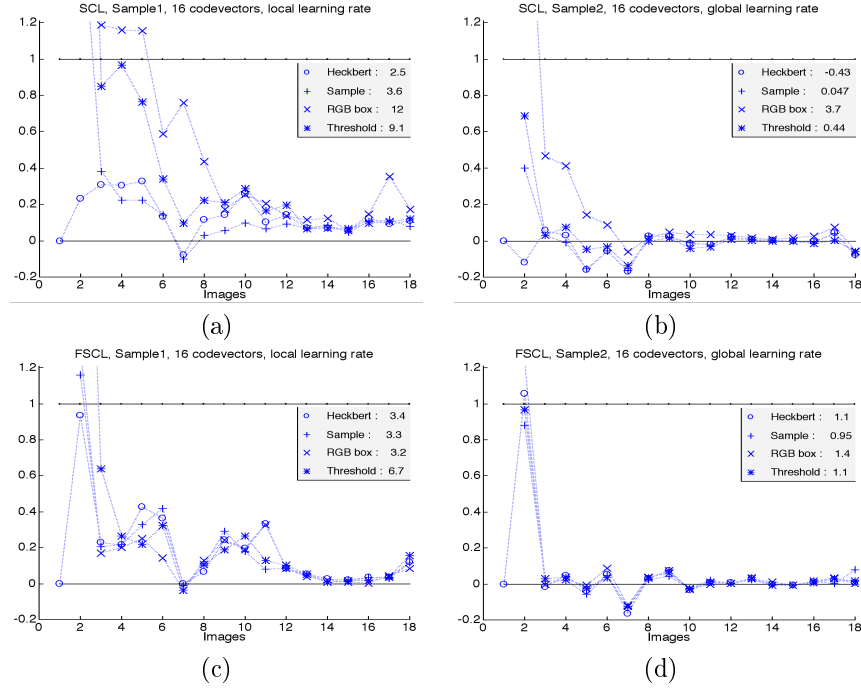 SCL, Sample1, 16 codevectors, local learning rate
1.2
1
0.8
0.6
0.4
0.2
0
-0.2
Heckbert : 2.5
Sample : 3.6
RGB box : 12
Threshold : 9.1
0 2 4 6 8 10 12 14 16 18
Images
(a)
SCL, Sample2, 16 codevectors, global learning rate
1.2
1
0.8
0.6
0.4
0.2
0
-0.2
Heckbert : -0.43
Sample : 0.047
RGB box : 3.7
Threshold : 0.44
0 2 4 6 8 10 12 14 16 18
Images
(b)
FSCL, Sample1, 16 codevectors, local learning rate
1.2
1
0.8
0.6
0.4
0.2
0
-0.2
Heckbert : 3.4
Sample : 3.3
RGB box : 3.2
Threshold : 6.7
0 2 4 6 8 10 12 14 16 18
Images
(c)
FSCL, Sample2, 16 codevectors, global learning rate
1.2
1
0.8
0.6
0.4
0.2
0
-0.2
Heckbert : 1.1
Sample : 0.95
RGB box : 1.4
Threshold : 1.1
0 2 4 6 8 10 12 14 16 18
Images
(d)